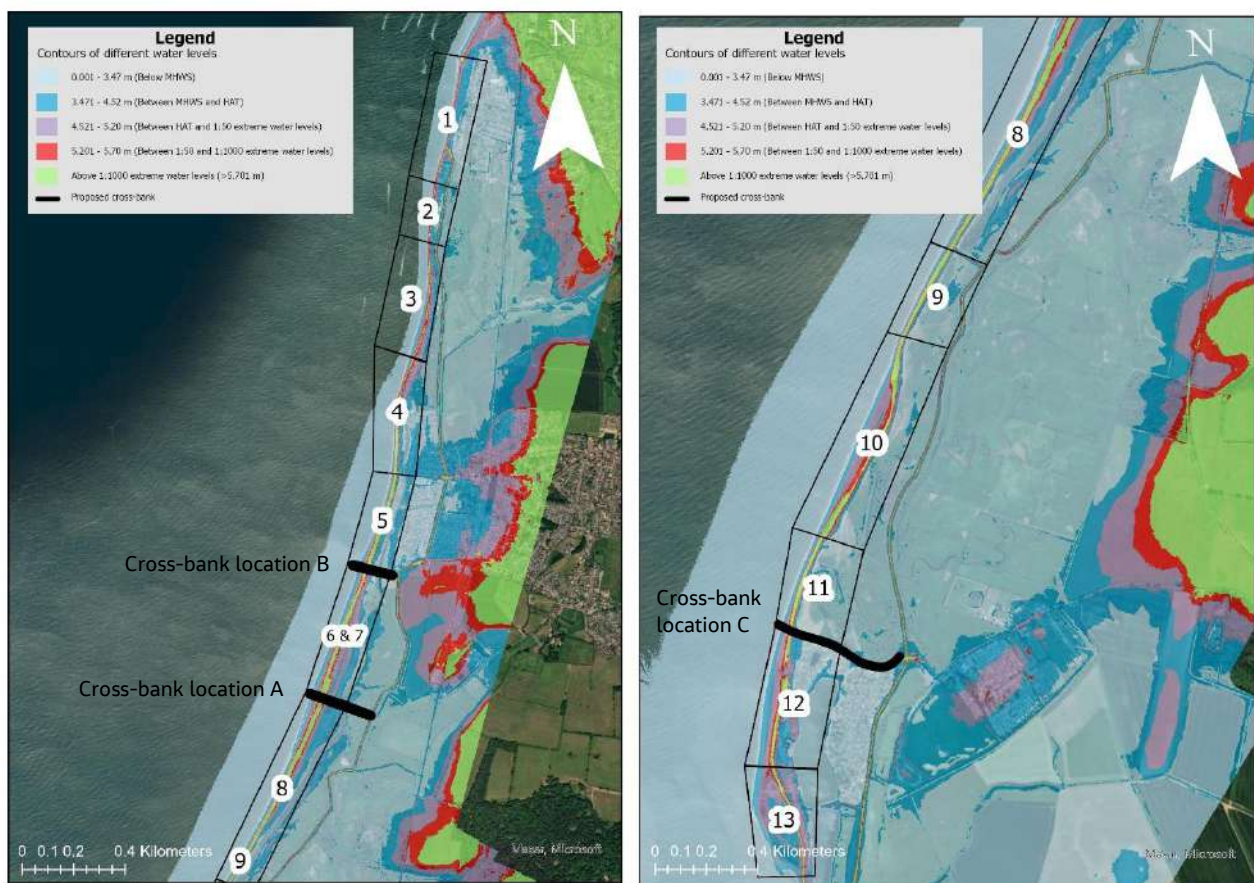 Legend
Contours of different water levels
0.001 - 3.47 m (Below MHWS)
3.471 - 4.52 m (Between MHWS and HAT)
4.521 - 5.20 m (Between HAT and 1:50 extreme water levels)
5.201 - 5.70 m (Between 1:50 and 1:1000 extreme water levels)
Above 1:1000 extreme water levels (>5.701 m)
Proposed cross-bank
N
1
2
3
4
5
Cross-bank location B
6 & 7
Cross-bank location A
8
9
0 0.1 0.2 0.4 Kilometers
Maxar, Microsoft
Legend
Contours of different water levels
0.001 - 3.47 m (Below MHWS)
3.471 - 4.52 m (Between MHWS and HAT)
4.521 - 5.20 m (Between HAT and 1:50 extreme water levels)
5.201 - 5.70 m (Between 1:50 and 1:1000 extreme water levels)
Above 1:1000 extreme water levels (>5.701 m)
Proposed cross-bank
N
8
9
10
11
Cross-bank
location C
12
13
0 0.1 0.2 0.4 Kilometers
Maxar, Microsoft